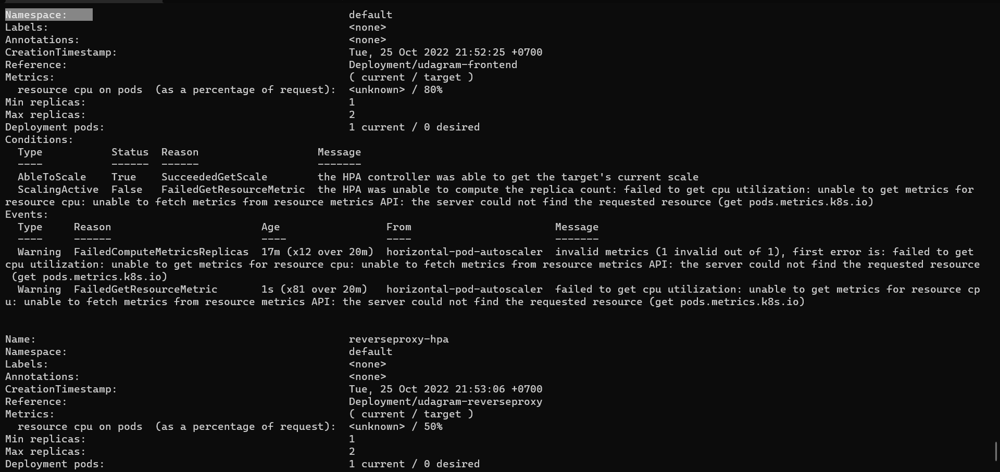 Namespace:                                             default
Labels:                                                <none>
Annotations:                                           <none>
CreationTimestamp:                                     Tue, 25 Oct 2022 21:52:25 +0700
Reference:                                             Deployment/udagram-frontend
Metrics:                                               ( current / target )
  resource cpu on pods  (as a percentage of request):  <unknown> / 80%
Min replicas:                                          1
Max replicas:                                          2
Deployment pods:                                       1 current / 0 desired
Conditions:
  Type           Status  Reason                   Message
  ----           ------  ------                   -------
  AbleToScale    True    SucceededGetScale        the HPA controller was able to get the target's current scale
  ScalingActive  False   FailedGetResourceMetric  the HPA was unable to compute the replica count: failed to get cpu utilization: unable to get metrics for
resource cpu: unable to fetch metrics from resource metrics API: the server could not find the requested resource (get pods.metrics.k8s.io)
Events:
  Type     Reason                        Age                 From                       Message
  ----     ------                        ----                ----                       -------
  Warning  FailedComputeMetricsReplicas  17m (x12 over 20m)  horizontal-pod-autoscaler  invalid metrics (1 invalid out of 1), first error is: failed to get
cpu utilization: unable to get metrics for resource cpu: unable to fetch metrics from resource metrics API: the server could not find the requested resource
 (get pods.metrics.k8s.io)
  Warning  FailedGetResourceMetric       1s (x81 over 20m)   horizontal-pod-autoscaler  failed to get cpu utilization: unable to get metrics for resource cp
u: unable to fetch metrics from resource metrics API: the server could not find the requested resource (get pods.metrics.k8s.io)
Name:                                                  reverseproxy-hpa
Namespace:                                             default
Labels:                                                <none>
Annotations:                                           <none>
CreationTimestamp:                                     Tue, 25 Oct 2022 21:53:06 +0700
Reference:                                             Deployment/udagram-reverseproxy
Metrics:                                               ( current / target )
  resource cpu on pods  (as a percentage of request):  <unknown> / 50%
Min replicas:                                          1
Max replicas:                                          2
Deployment pods:                                       1 current / 0 desired